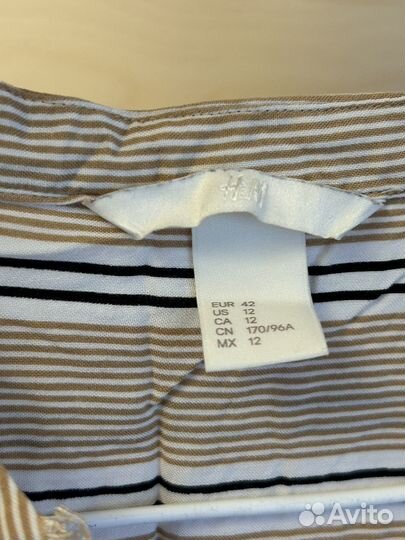 H&M
EUR 42
US 12
CA 12
CN 170/96A
MX 12
Avito